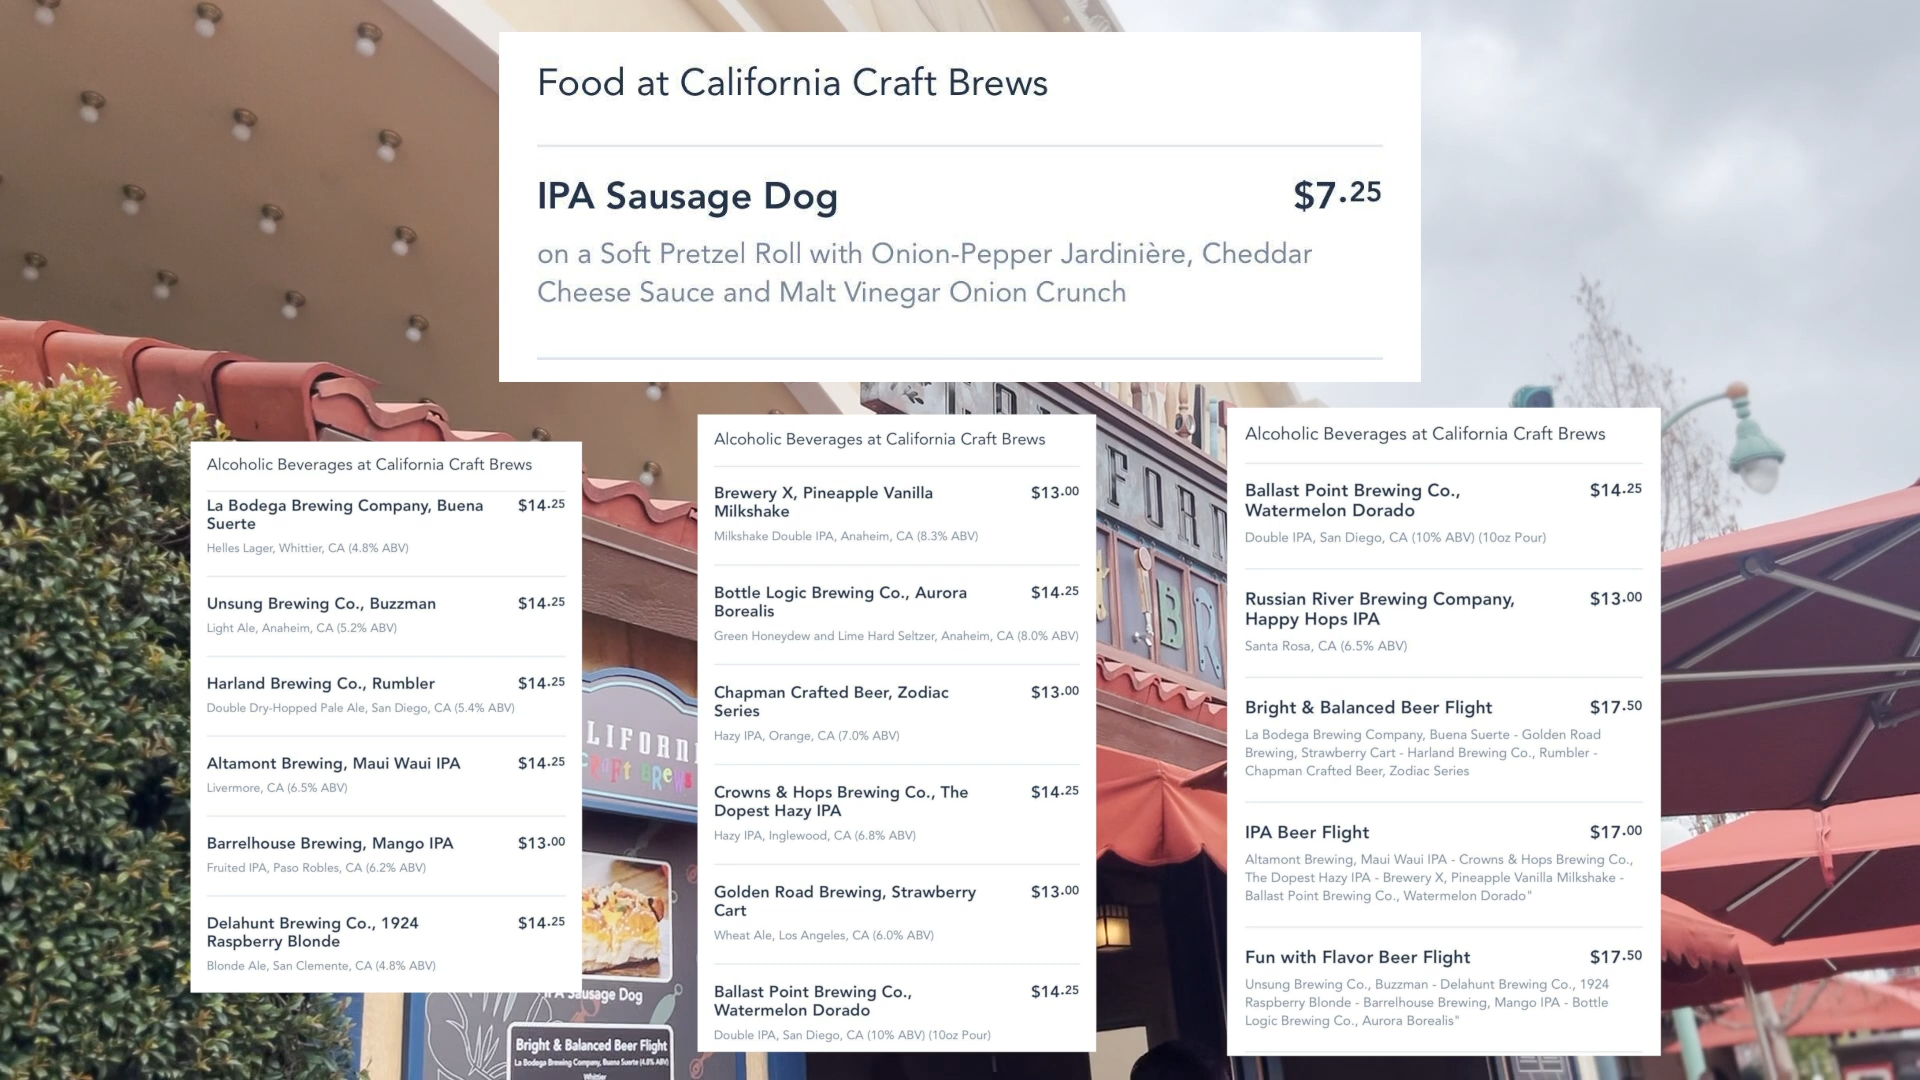 Food at California Craft Brews
IPA Sausage Dog $7.25
on a Soft Pretzel Roll with Onion-Pepper Jardinière, Cheddar
Cheese Sauce and Malt Vinegar Onion Crunch
Alcoholic Beverages at California Craft Brews
La Bodega Brewing Company, Buena $14.25
Suerte
Helles Lager, Whittier, CA (4.8% ABV)
Unsung Brewing Co., Buzzman $14.25
Light Ale, Anaheim, CA (5.2% ABV)
Harland Brewing Co., Rumbler $14.25
Double Dry-Hopped Pale Ale, San Diego, CA (5.4% ABV)
Altamont Brewing, Maui Waui IPA $14.25
Livermore, CA (6.5% ABV)
Barrelhouse Brewing, Mango IPA $13.00
Fruited IPA, Paso Robles, CA (6.2% ABV)
Delahunt Brewing Co., 1924 $14.25
Raspberry Blonde
Blonde Ale, San Clemente, CA (4.8% ABV)
Alcoholic Beverages at California Craft Brews
Brewery X, Pineapple Vanilla $13.00
Milkshake
Milkshake Double IPA, Anaheim, CA (8.3% ABV)
Bottle Logic Brewing Co., Aurora $14.25
Borealis
Green Honeydew and Lime Hard Seltzer, Anaheim, CA (8.0% ABV)
Chapman Crafted Beer, Zodiac $13.00
Series
Hazy IPA, Orange, CA (7.0% ABV)
Crowns & Hops Brewing Co., The $14.25
Dopest Hazy IPA
Hazy IPA, Inglewood, CA (6.8% ABV)
Golden Road Brewing, Strawberry $13.00
Cart
Wheat Ale, Los Angeles, CA (6.0% ABV)
Ballast Point Brewing Co., $14.25
Watermelon Dorado
Double IPA, San Diego, CA (10% ABV) (10oz Pour)
Alcoholic Beverages at California Craft Brews
Ballast Point Brewing Co., $14.25
Watermelon Dorado
Double IPA, San Diego, CA (10% ABV) (10oz Pour)
Russian River Brewing Company, $13.00
Happy Hops IPA
Santa Rosa, CA (6.5% ABV)
Bright & Balanced Beer Flight $17.50
La Bodega Brewing Company, Buena Suerte - Golden Road
Brewing, Strawberry Cart - Harland Brewing Co., Rumbler -
Chapman Crafted Beer, Zodiac Series
IPA Beer Flight $17.00
Altamont Brewing, Maui Waui IPA - Crowns & Hops Brewing Co.,
The Dopest Hazy IPA - Brewery X, Pineapple Vanilla Milkshake -
Ballast Point Brewing Co., Watermelon Dorado"
Fun with Flavor Beer Flight $17.50
Unsung Brewing Co., Buzzman - Delahunt Brewing Co., 1924
Raspberry Blonde - Barrelhouse Brewing, Mango IPA - Bottle
Logic Brewing Co., Aurora Borealis"
LIFORN
CRAFT BREWS
IPA Sausage Dog
Bright & Balanced Beer Flight
La Bodega Brewing Company, Buena Suerte (4.8% ABV)
Whittier
FORN
BR